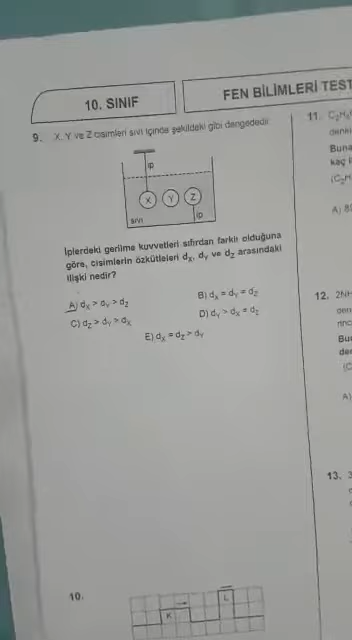 10. SINIF
FEN BİLİMLERİ TEST
9. X, Y ve Z cisimleri sıvı içinde şekildeki gibi dengededir.
ip
X Y Z
sıvı
ip
İplerdeki gerilme kuvvetleri sıfırdan farklı olduğuna
göre, cisimlerin özkütleleri dX, dY ve dZ arasındaki
ilişki nedir?
A) dX > dY > dZ
B) dX = dY = dZ
C) dZ > dY > dX
D) dY > dX = dZ
E) dX = dZ > dY
10.
K
L
11.
Buna
kaç
A)
12.
A)
13.